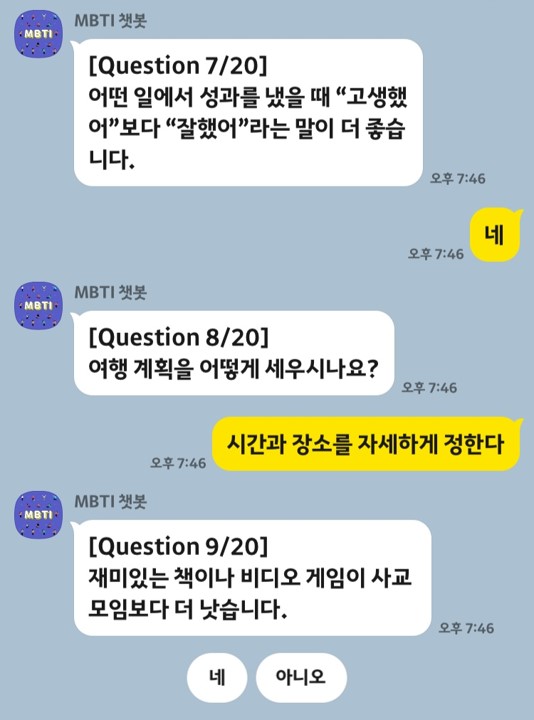 MBTI 챗봇
MBTI
[Question 7/20]
어떤 일에서 성과를 냈을 때 “고생했
어”보다 “잘했어”라는 말이 더 좋습
니다.
오후 7:46
네
오후 7:46
MBTI 챗봇
MBTI
[Question 8/20]
여행 계획을 어떻게 세우시나요?
오후 7:46
시간과 장소를 자세하게 정한다
오후 7:46
MBTI 챗봇
MBTI
[Question 9/20]
재미있는 책이나 비디오 게임이 사교
모임보다 더 낫습니다.
오후 7:46
네
아니오